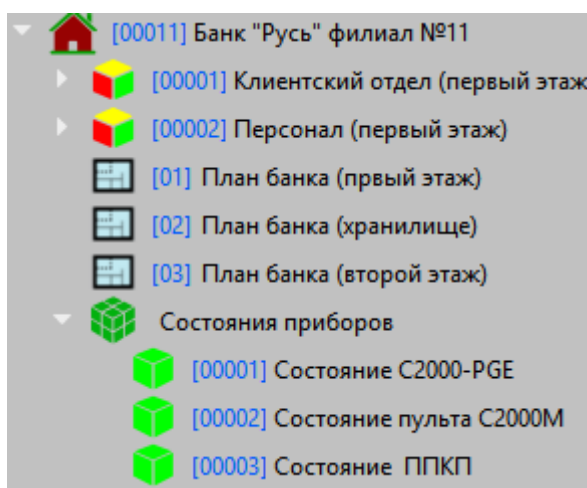 [00011] Банк "Русь" филиал №11
[00001] Клиентский отдел (первый этаж
[00002] Персонал (первый этаж)
[01] План банка (првый этаж)
[02] План банка (хранилище)
[03] План банка (второй этаж)
Состояния приборов
[00001] Состояние С2000-PGE
[00002] Состояние пульта С2000М
[00003] Состояние ППКП